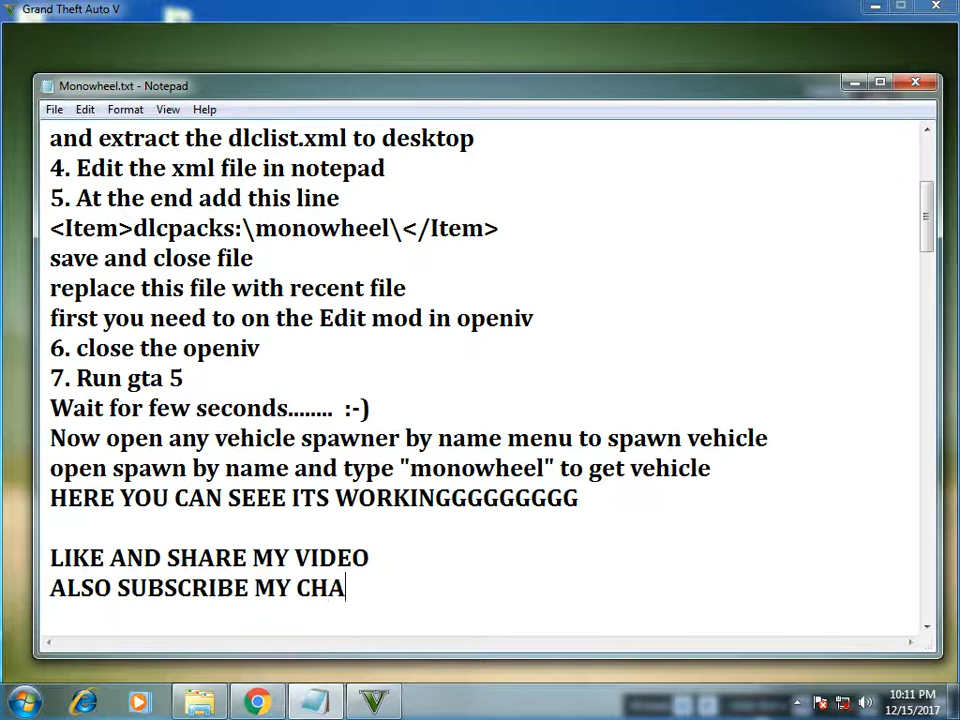 Grand Theft Auto V
Monowheel.txt - Notepad
File Edit Format View Help
and extract the dlclist.xml to desktop
4. Edit the xml file in notepad
5. At the end add this line
<Item>dlcpacks:\monowheel\</Item>
save and close file
replace this file with recent file
first you need to on the Edit mod in openiv
6. close the openiv
7. Run gta 5
Wait for few seconds........  :-)
Now open any vehicle spawner by name menu to spawn vehicle
open spawn by name and type "monowheel" to get vehicle
HERE YOU CAN SEEE ITS WORKINGGGGGGGGG
LIKE AND SHARE MY VIDEO
ALSO SUBSCRIBE MY CHA
10:11 PM
12/15/2017